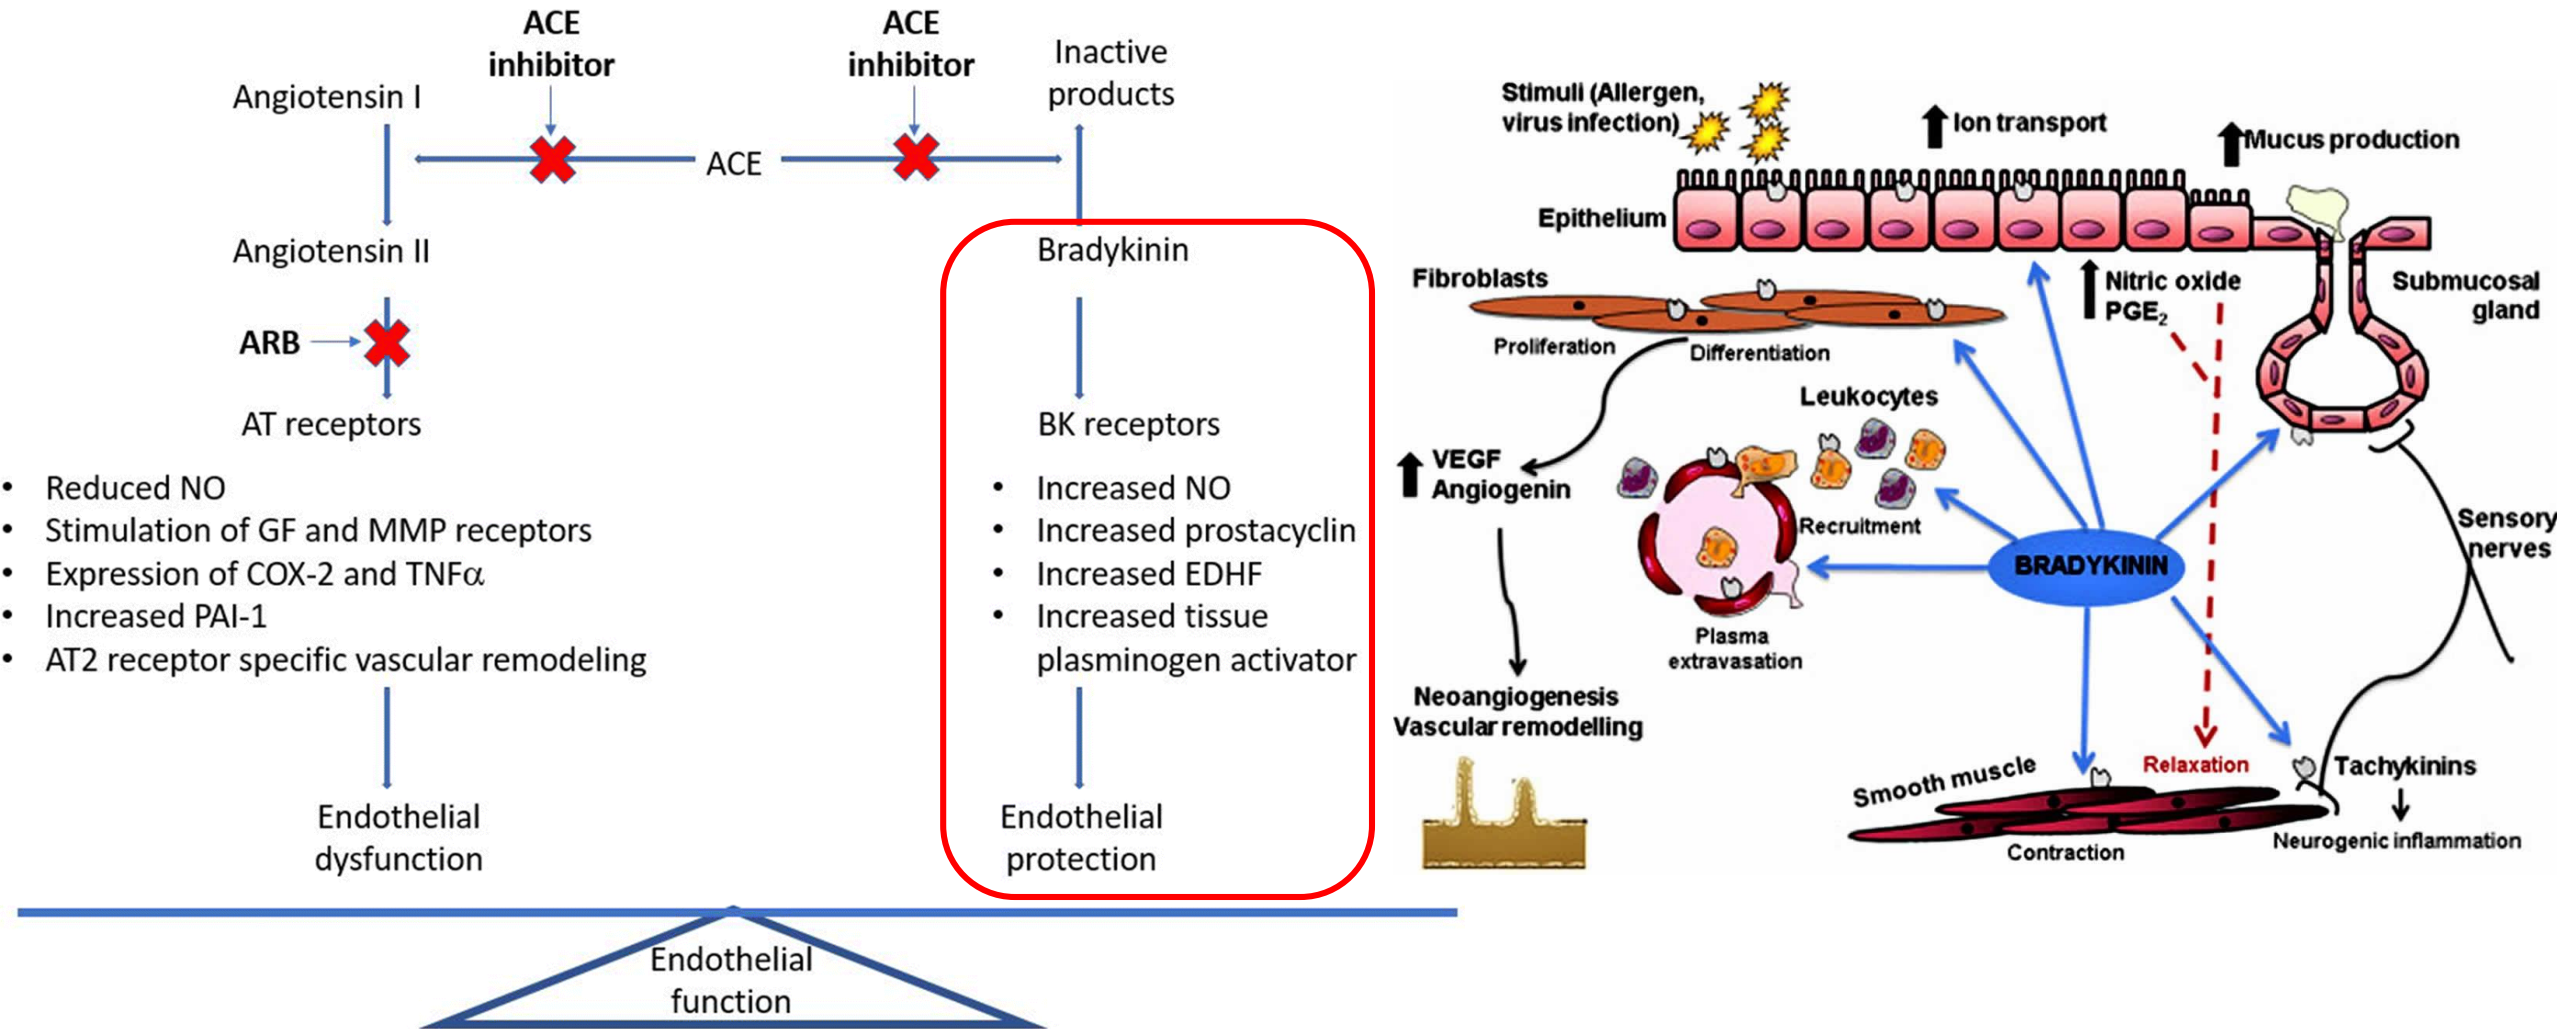 ACE
inhibitor
ACE
inhibitor
Inactive
products
Angiotensin I
ACE
Angiotensin II
Bradykinin
ARB
AT receptors
BK receptors
• Reduced NO
• Stimulation of GF and MMP receptors
• Expression of COX-2 and TNFα
• Increased PAI-1
• AT2 receptor specific vascular remodeling
• Increased NO
• Increased prostacyclin
• Increased EDHF
• Increased tissue
plasminogen activator
Endothelial
dysfunction
Endothelial
protection
Endothelial
function
Stimuli (Allergen,
virus infection)
Ion transport
Mucus production
Epithelium
Fibroblasts
Proliferation
Differentiation
Nitric oxide
PGE₂
Submucosal
gland
Leukocytes
Recruitment
VEGF
Angiogenin
BRADYKININ
Sensory
nerves
Plasma
extravasation
Neoangiogenesis
Vascular remodelling
Smooth muscle
Relaxation
Contraction
Tachykinins
Neurogenic inflammation